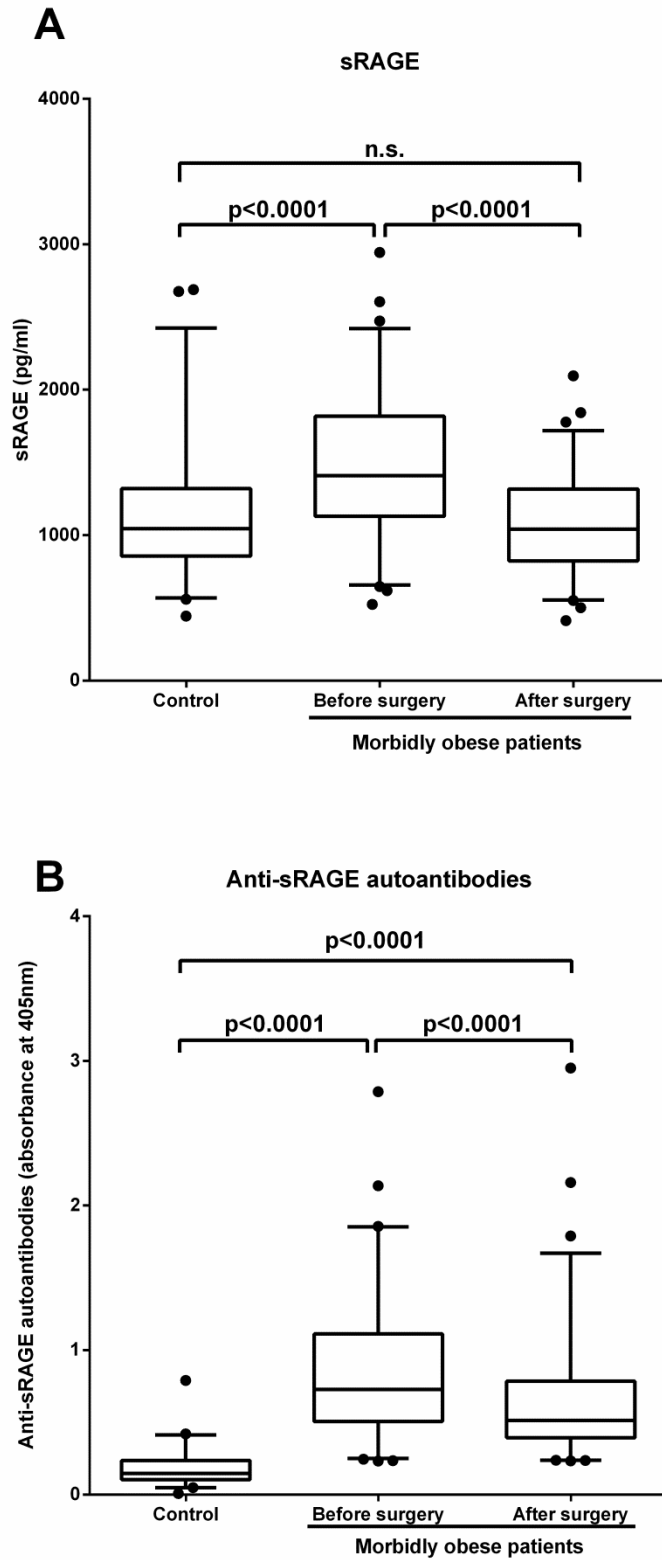 A
sRAGE
4000
n.s.
p<0.0001 p<0.0001
3000
sRAGE (pg/ml)
2000
1000
0
Control Before surgery After surgery
Morbidly obese patients
B
Anti-sRAGE autoantibodies
4
p<0.0001
p<0.0001 p<0.0001
3
Anti-sRAGE autoantibodies (absorbance at 405nm)
2
1
0
Control Before surgery After surgery
Morbidly obese patients